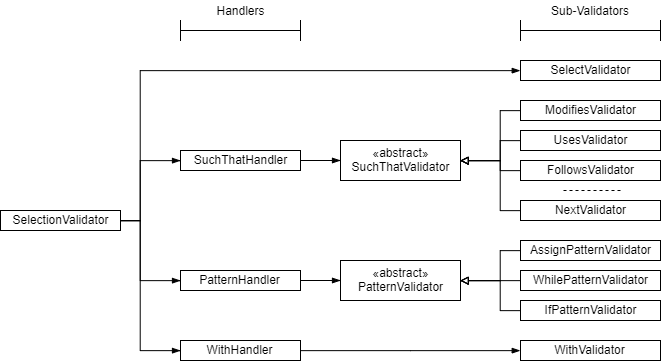 Handlers
Sub-Validators
SelectValidator
ModifiesValidator
«abstract»
SuchThatValidator
SuchThatHandler
UsesValidator
FollowsValidator
NextValidator
SelectionValidator
AssignPatternValidator
«abstract»
PatternValidator
PatternHandler
WhilePatternValidator
IfPatternValidator
WithHandler
WithValidator